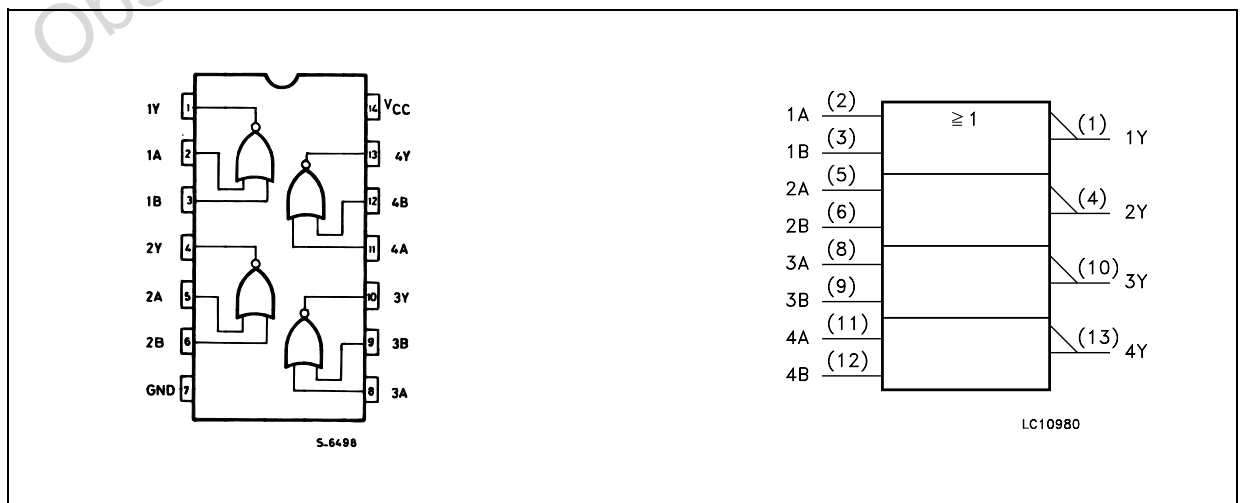 Obs
1Y 1 14 VCC
1A 2 13 4Y
1B 3 12 4B
2Y 4 11 4A
2A 5 10 3Y
2B 6 9 3B
GND 7 8 3A
S-6498
≧ 1
1A (2) (1) 1Y
1B (3)
2A (5) (4) 2Y
2B (6)
3A (8) (10) 3Y
3B (9)
4A (11) (13) 4Y
4B (12)
LC10980